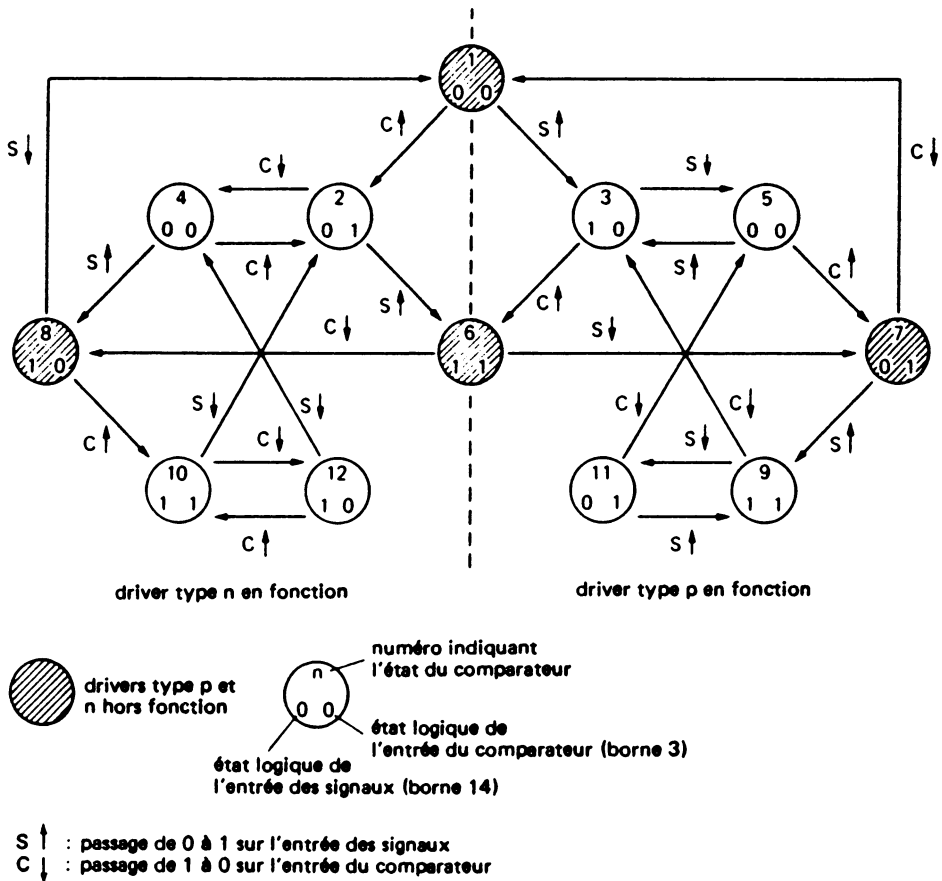 1
0 0
C↑
S↑
S↓
C↓
C↓
S↓
4
0 0
2
0 1
3
1 0
5
0 0
S↑
C↑
S↑
C↑
S↑
C↑
8
1 0
C↓
6
1 1
S↓
7
0 1
C↑
S↓
S↓
C↓
C↓
S↑
10
1 1
C↓
12
1 0
11
0 1
S↓
9
1 1
C↑
S↑
driver type n en fonction
driver type p en fonction
drivers type p et
n hors fonction
n
0 0
numéro indiquant
l'état du comparateur
état logique de
l'entrée du comparateur (borne 3)
état logique de
l'entrée des signaux (borne 14)
S↑ : passage de 0 à 1 sur l'entrée des signaux
C↓ : passage de 1 à 0 sur l'entrée du comparateur